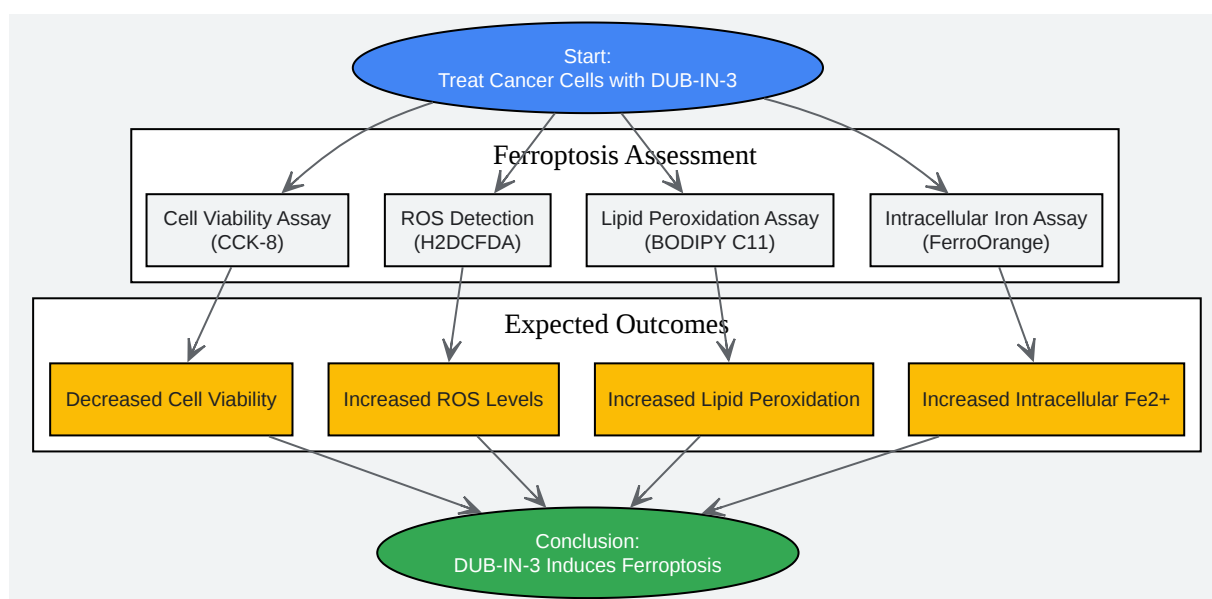 Start:
Treat Cancer Cells with DUB-IN-3
Ferroptosis Assessment
Cell Viability Assay
(CCK-8)
ROS Detection
(H2DCFDA)
Lipid Peroxidation Assay
(BODIPY C11)
Intracellular Iron Assay
(FerroOrange)
Expected Outcomes
Decreased Cell Viability
Increased ROS Levels
Increased Lipid Peroxidation
Increased Intracellular Fe2+
Conclusion:
DUB-IN-3 Induces Ferroptosis